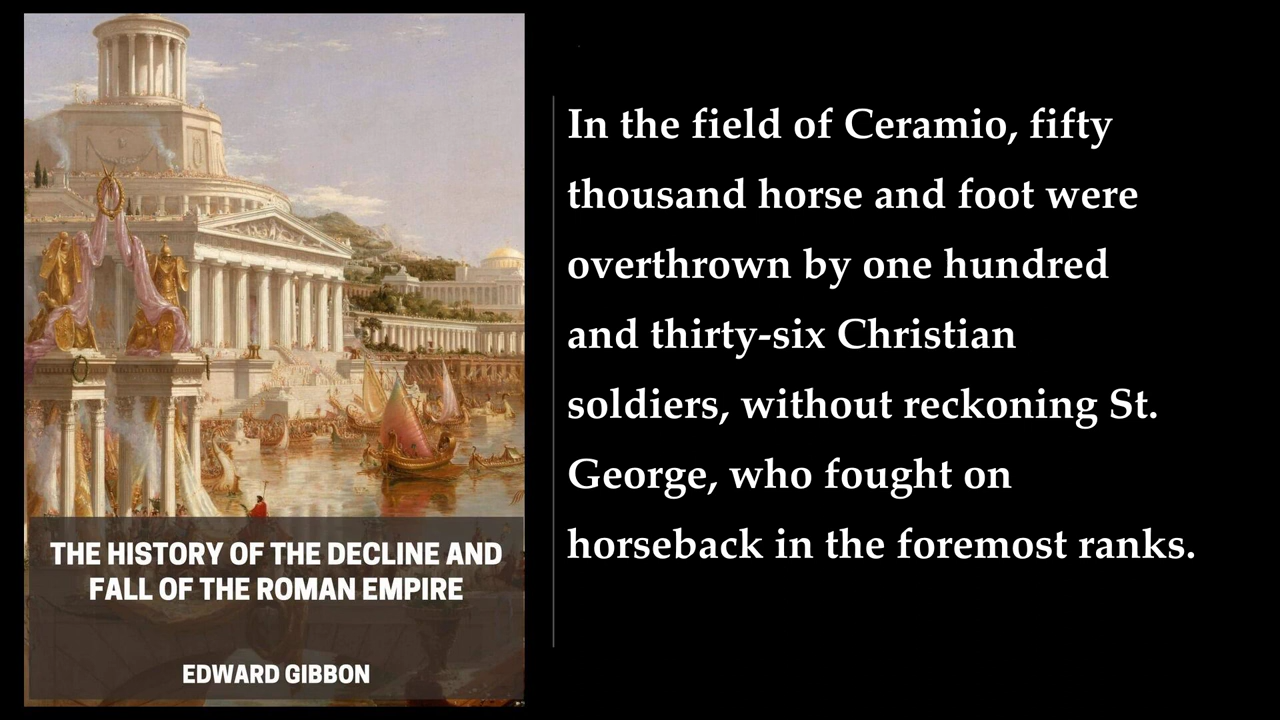 THE HISTORY OF THE DECLINE AND
FALL OF THE ROMAN EMPIRE
EDWARD GIBBON
In the field of Ceramio, fifty
thousand horse and foot were
overthrown by one hundred
and thirty-six Christian
soldiers, without reckoning St.
George, who fought on
horseback in the foremost ranks.